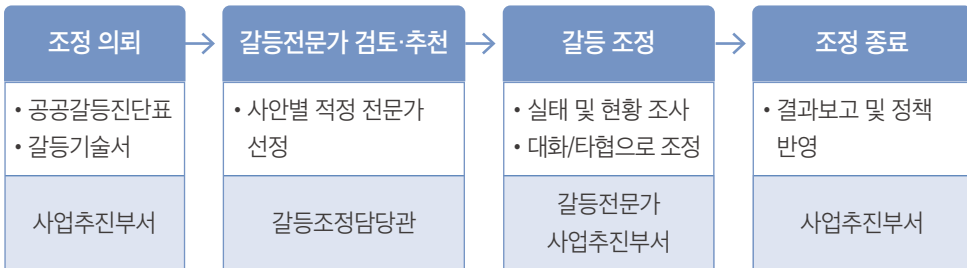 조정 의뢰
• 공공갈등진단표
• 갈등기술서
사업추진부서
갈등전문가 검토·추천
• 사안별 적정 전문가
선정
갈등조정담당관
갈등 조정
• 실태 및 현황 조사
• 대화/타협으로 조정
갈등전문가
사업추진부서
조정 종료
• 결과보고 및 정책
반영
사업추진부서